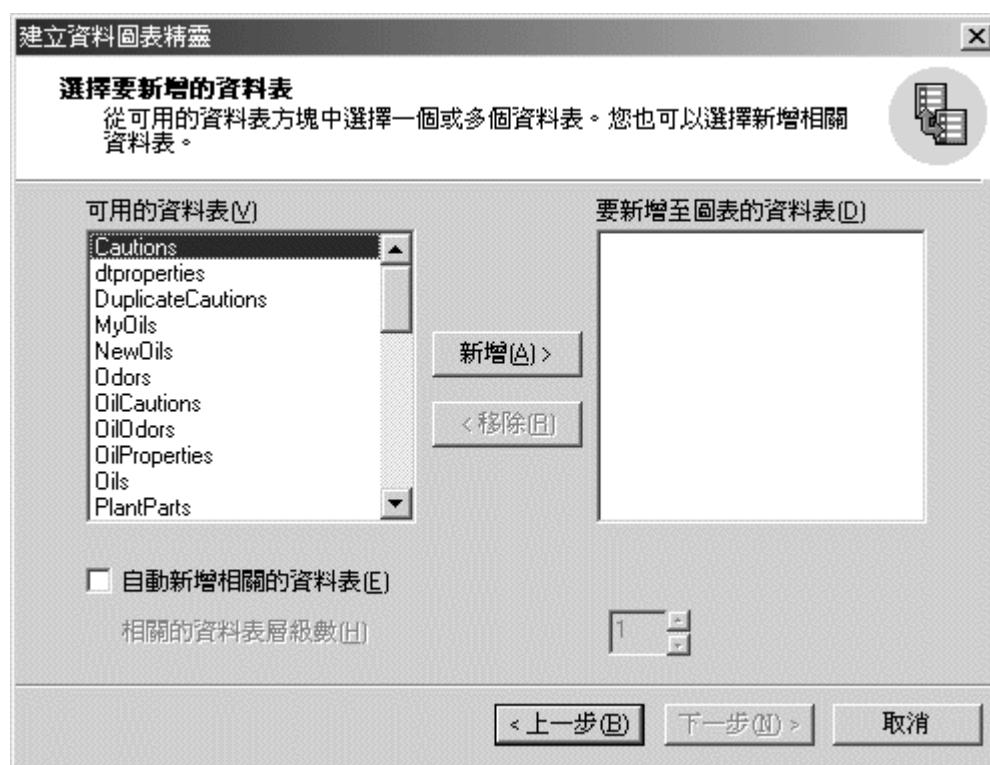 建立資料圖表精靈
選擇要新增的資料表
從可用的資料表方塊中選擇一個或多個資料表。您也可以選擇新增相關
資料表。
可用的資料表(V)
要新增至圖表的資料表(D)
Cautions
dtproperties
DuplicateCautions
MyOils
NewOils
Odors
OilCautions
OilOdors
OilProperties
Oils
PlantParts
新增(A) >
< 移除(R)
自動新增相關的資料表(E)
相關的資料表層級數(H)
1
< 上一步(B)
下一步(N) >
取消